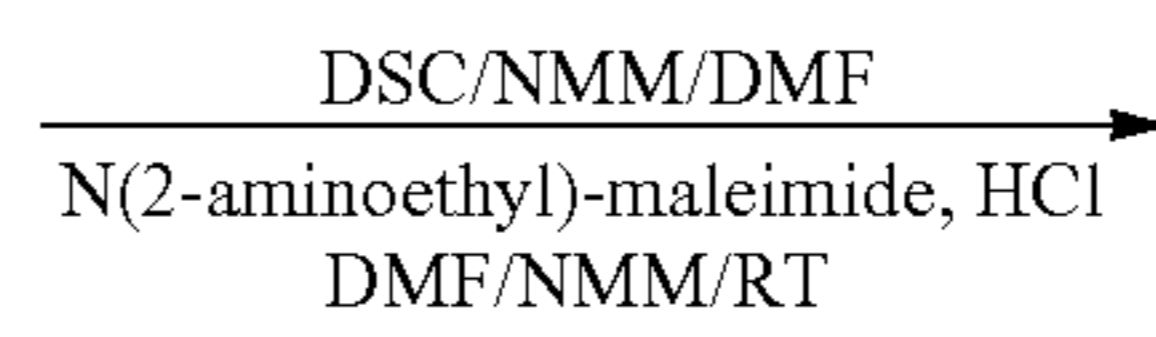 DSC/NMM/DMF
N(2-aminoethyl)-maleimide, HCl
DMF/NMM/RT